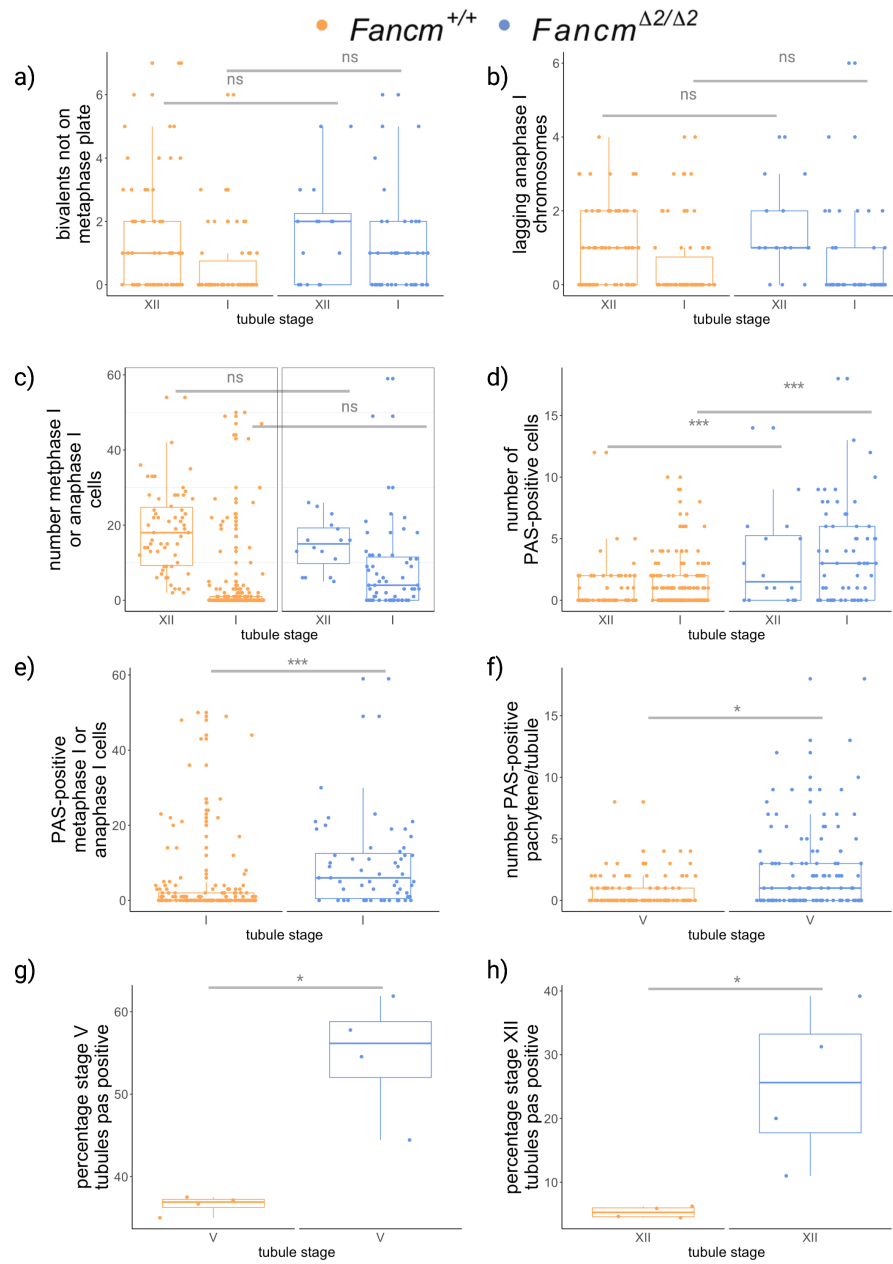 Fancm+/+ FancmΔ2/Δ2
a)
bivalents not on
metaphase plate
6
4
2
0
ns
ns
XII I XII I
tubule stage
b)
lagging anaphase I
chromosomes
6
4
2
0
ns
ns
XII I XII I
tubule stage
c)
number metphase I
or anaphase I
cells
60
40
20
0
ns
ns
XII I XII I
tubule stage
d)
number of
PAS-positive cells
15
10
5
0
***
***
XII I XII I
tubule stage
e)
PAS-positive
metaphase I or
anaphase I cells
60
40
20
0
***
I I
tubule stage
f)
number PAS-positive
pachytene/tubule
15
10
5
0
*
V V
tubule stage
g)
percentage stage V
tubules pas positive
60
50
40
*
V V
tubule stage
h)
percentage stage XII
tubules pas positive
40
30
20
10
*
XII XII
tubule stage